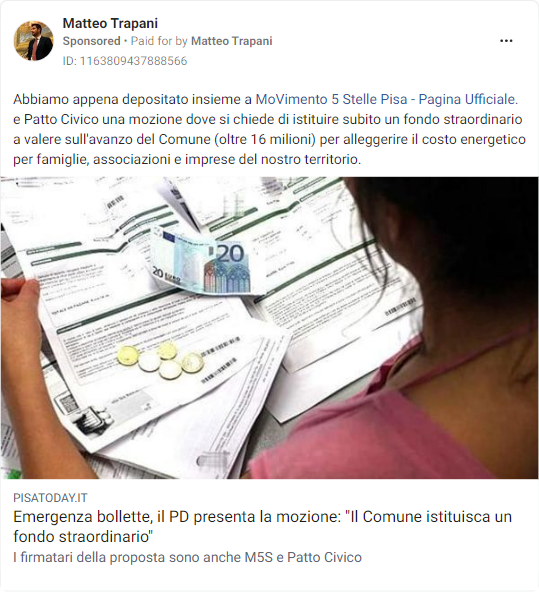 Matteo Trapani
Sponsored • Paid for by Matteo Trapani
ID: 1163809437888566
Abbiamo appena depositato insieme a MoVimento 5 Stelle Pisa - Pagina Ufficiale.
e Patto Civico una mozione dove si chiede di istituire subito un fondo straordinario
a valere sull'avanzo del Comune (oltre 16 milioni) per alleggerire il costo energetico
per famiglie, associazioni e imprese del nostro territorio.
20
20 EURO
PISATODAY.IT
Emergenza bollette, il PD presenta la mozione: "Il Comune istituisca un
fondo straordinario"
I firmatari della proposta sono anche M5S e Patto Civico